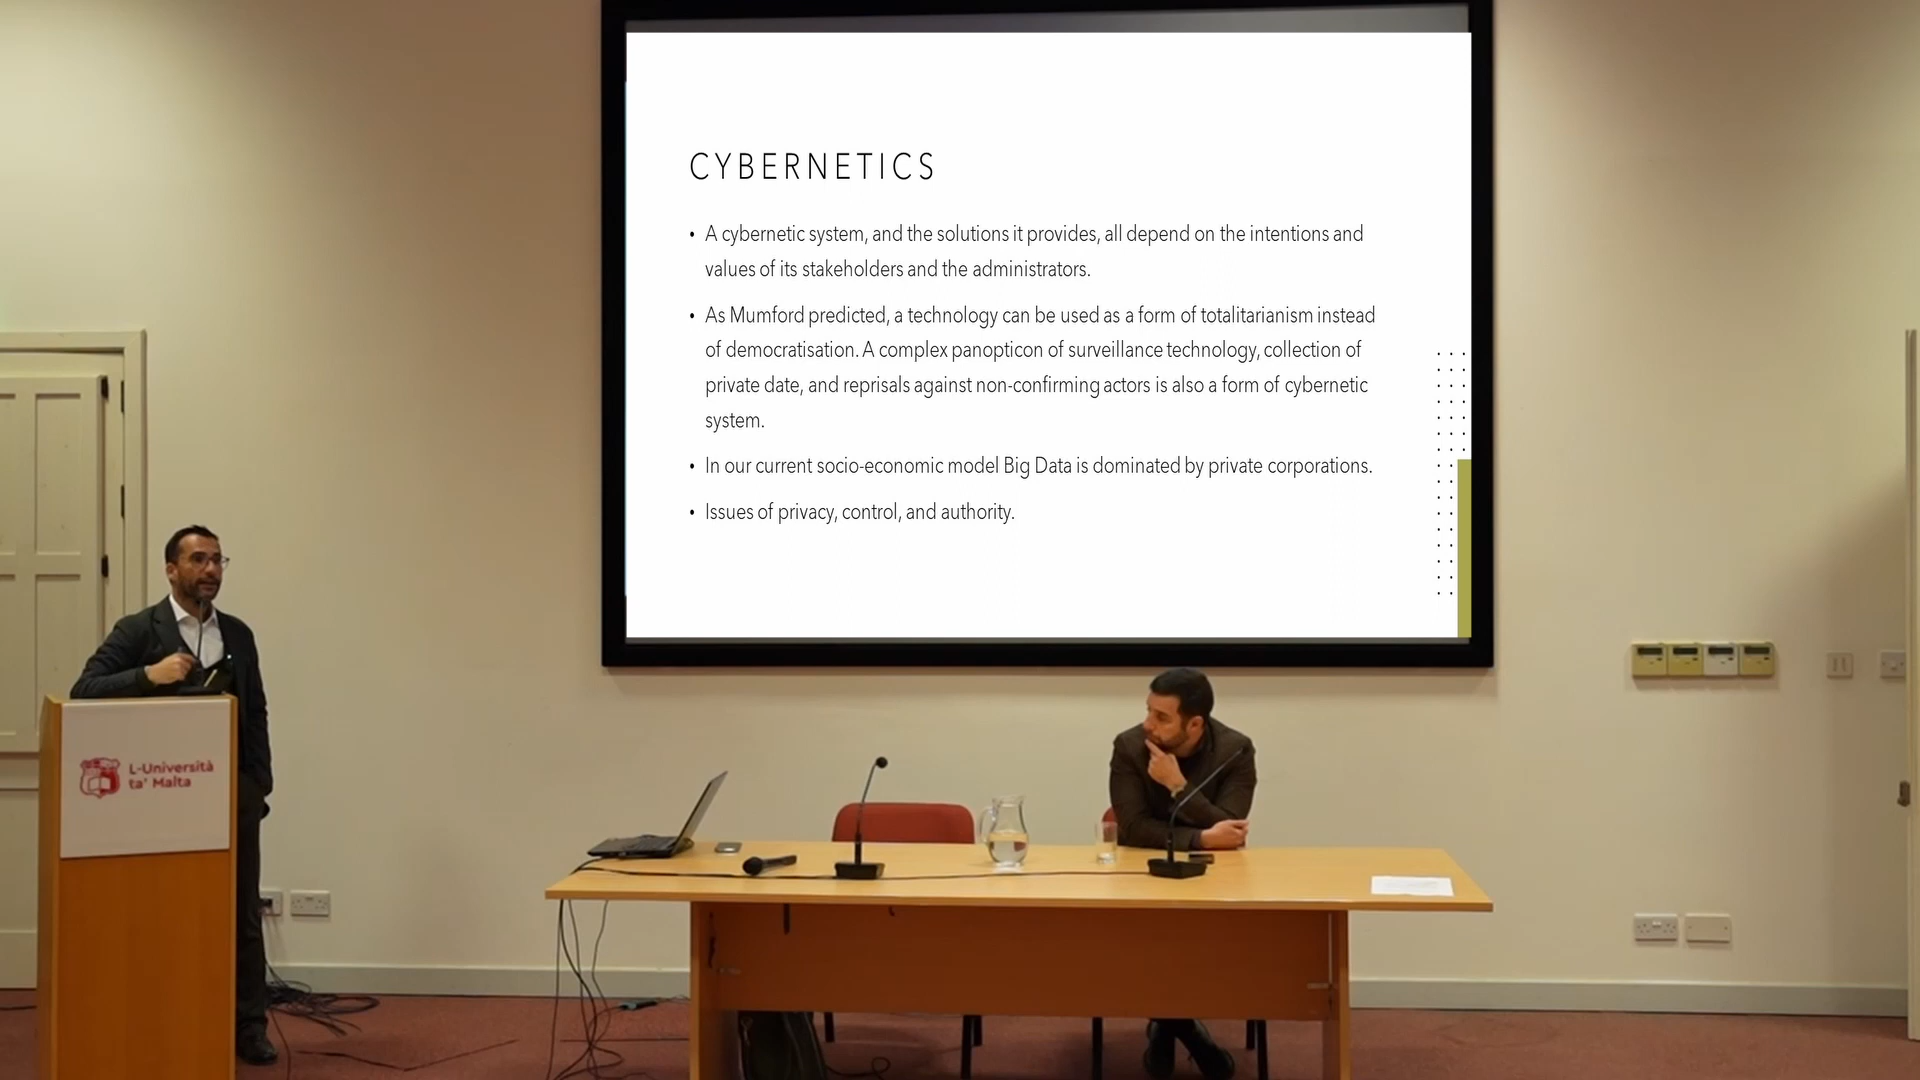 CYBERNETICS
• A cybernetic system, and the solutions it provides, all depend on the intentions and
values of its stakeholders and the administrators.
• As Mumford predicted, a technology can be used as a form of totalitarianism instead
of democratisation. A complex panopticon of surveillance technology, collection of
private date, and reprisals against non-confirming actors is also a form of cybernetic
system.
• In our current socio-economic model Big Data is dominated by private corporations.
• Issues of privacy, control, and authority.
L-Università
ta' Malta